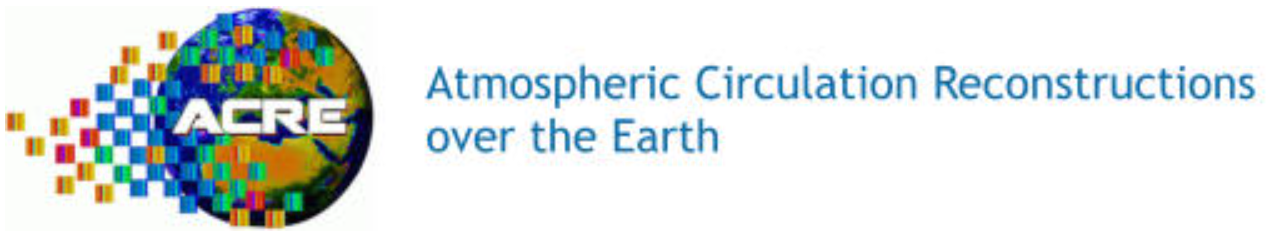 ACRE
Atmospheric Circulation Reconstructions
over the Earth